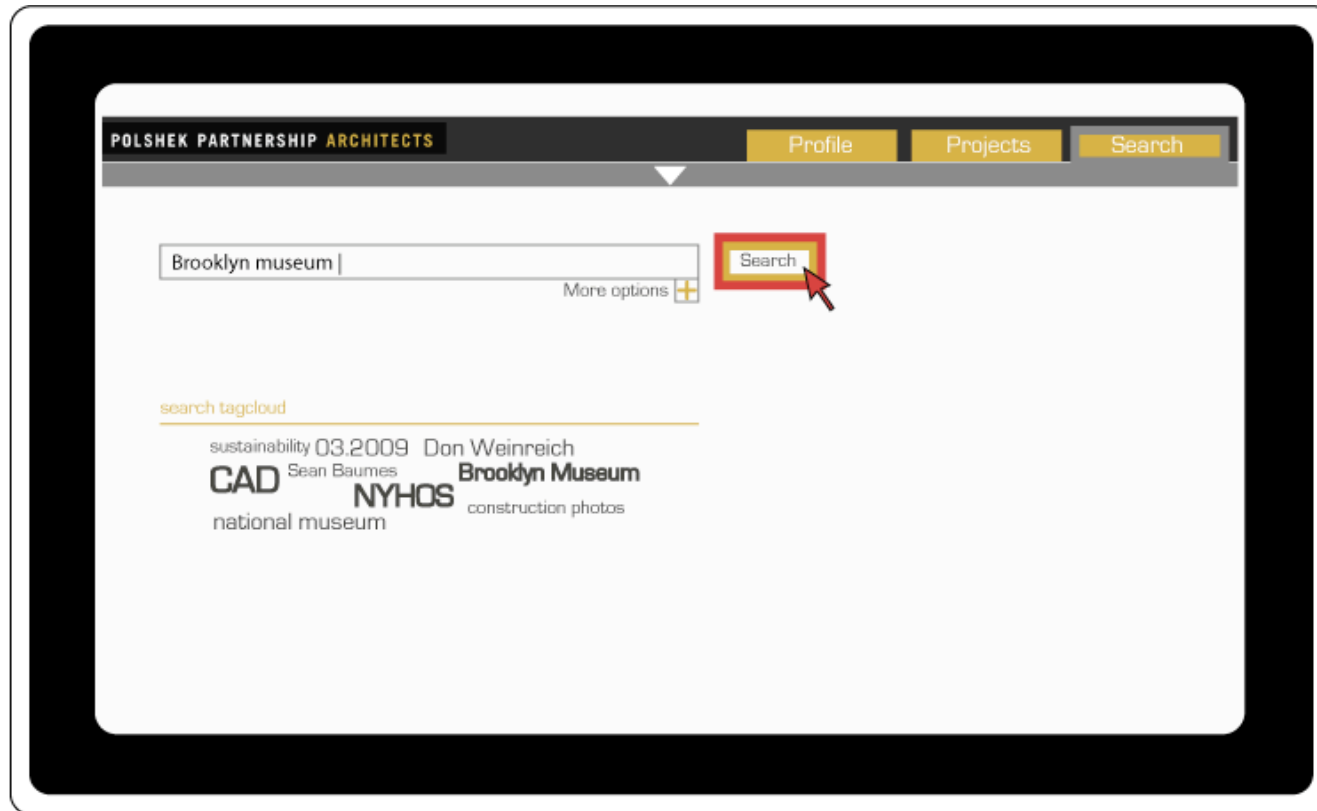 POLSHEK PARTNERSHIP ARCHITECTS
Profile
Projects
Search
Brooklyn museum
Search
More options
search tagcloud
sustainability 03.2009 Don Weinreich
CAD Sean Baumes Brooklyn Museum
NYHOS construction photos
national museum